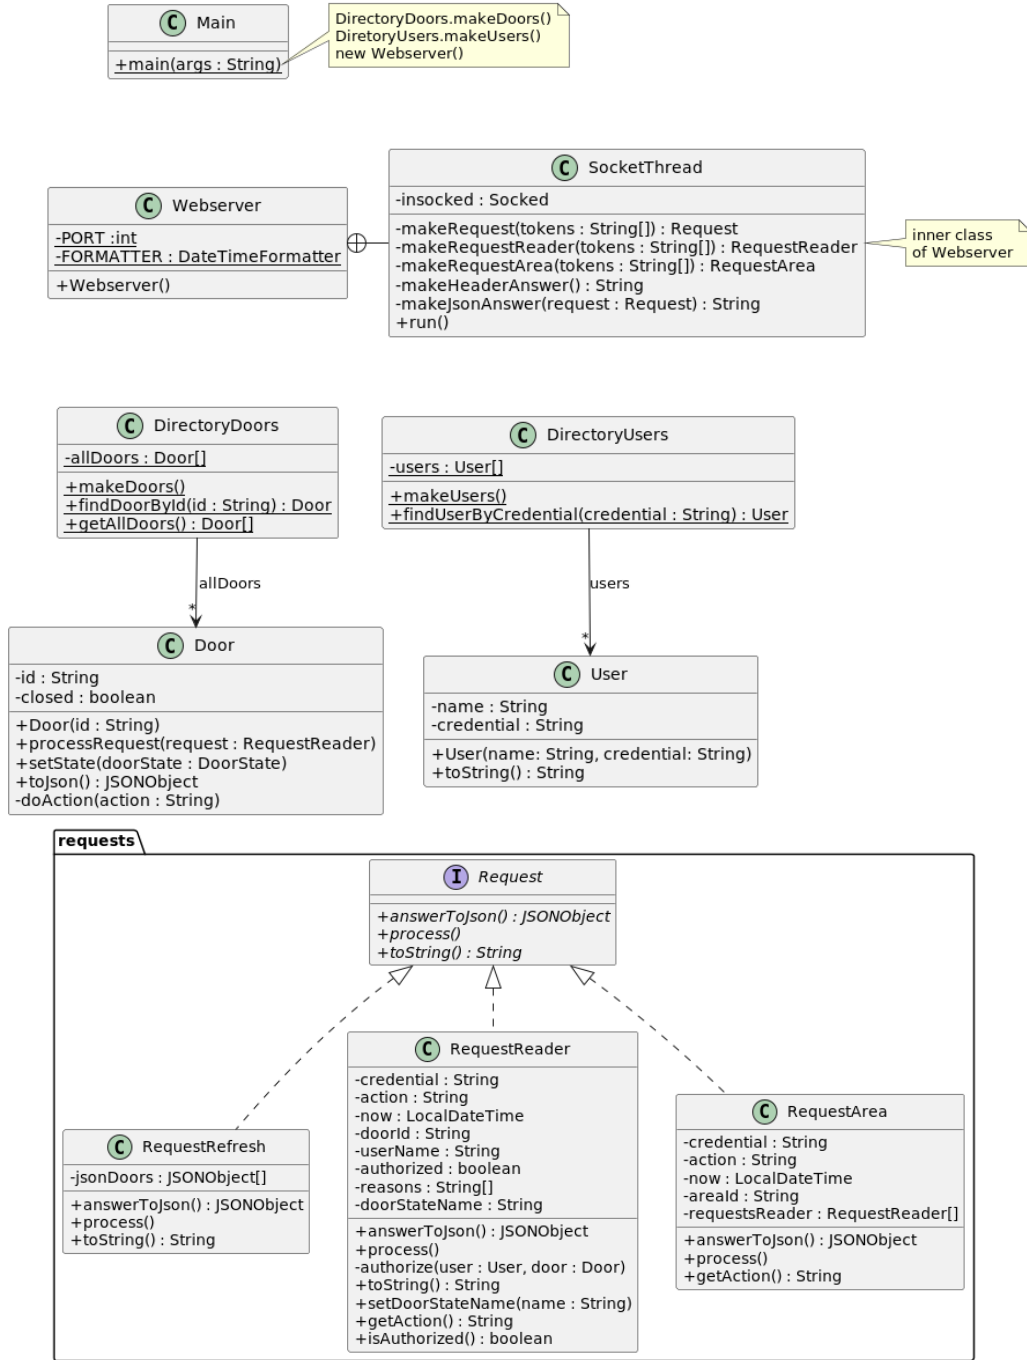 C Main
+main(args : String)
DirectoryDoors.makeDoors()
DiretoryUsers.makeUsers()
new Webserver()
C Webserver
-PORT :int
-FORMATTER : DateTimeFormatter
+Webserver()
C SocketThread
-insocked : Socked
-makeRequest(tokens : String[]) : Request
-makeRequestReader(tokens : String[]) : RequestReader
-makeRequestArea(tokens : String[]) : RequestArea
-makeHeaderAnswer() : String
-makeJsonAnswer(request : Request) : String
+run()
inner class
of Webserver
C DirectoryDoors
-allDoors : Door[]
+makeDoors()
+findDoorById(id : String) : Door
+getAllDoors() : Door[]
C DirectoryUsers
-users : User[]
+makeUsers()
+findUserByCredential(credential : String) : User
allDoors
*
users
*
C Door
-id : String
-closed : boolean
+Door(id : String)
+processRequest(request : RequestReader)
+setState(doorState : DoorState)
+toJson() : JSONObject
-doAction(action : String)
C User
-name : String
-credential : String
+User(name: String, credential: String)
+toString() : String
requests
I Request
+answerToJson() : JSONObject
+process()
+toString() : String
C RequestRefresh
-jsonDoors : JSONObject[]
+answerToJson() : JSONObject
+process()
+toString() : String
C RequestReader
-credential : String
-action : String
-now : LocalDateTime
-doorId : String
-userName : String
-authorized : boolean
-reasons : String[]
-doorStateName : String
+answerToJson() : JSONObject
+process()
-authorize(user : User, door : Door)
+toString() : String
+setDoorStateName(name : String)
+getAction() : String
+isAuthorized() : boolean
C RequestArea
-credential : String
-action : String
-now : LocalDateTime
-areaId : String
-requestsReader : RequestReader[]
+answerToJson() : JSONObject
+process()
+getAction() : String